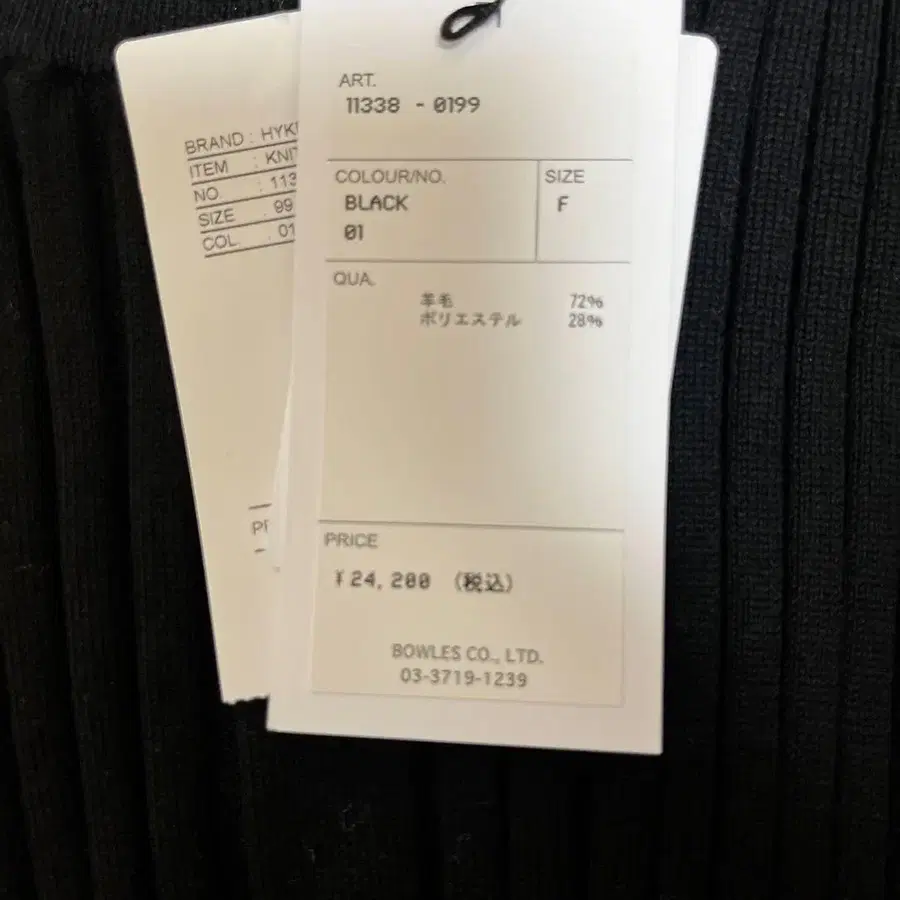 BRAND : HYK
ITEM : KNIT
NO. : 113
SIZE . 99
COL. . 01
PR
ART.
11338 - 0199
COLOUR/NO.
BLACK
01
SIZE
F
QUA.
羊毛 72%
ポリエステル 28%
PRICE
¥24,200 (税込)
BOWLES CO., LTD.
03-3719-1239